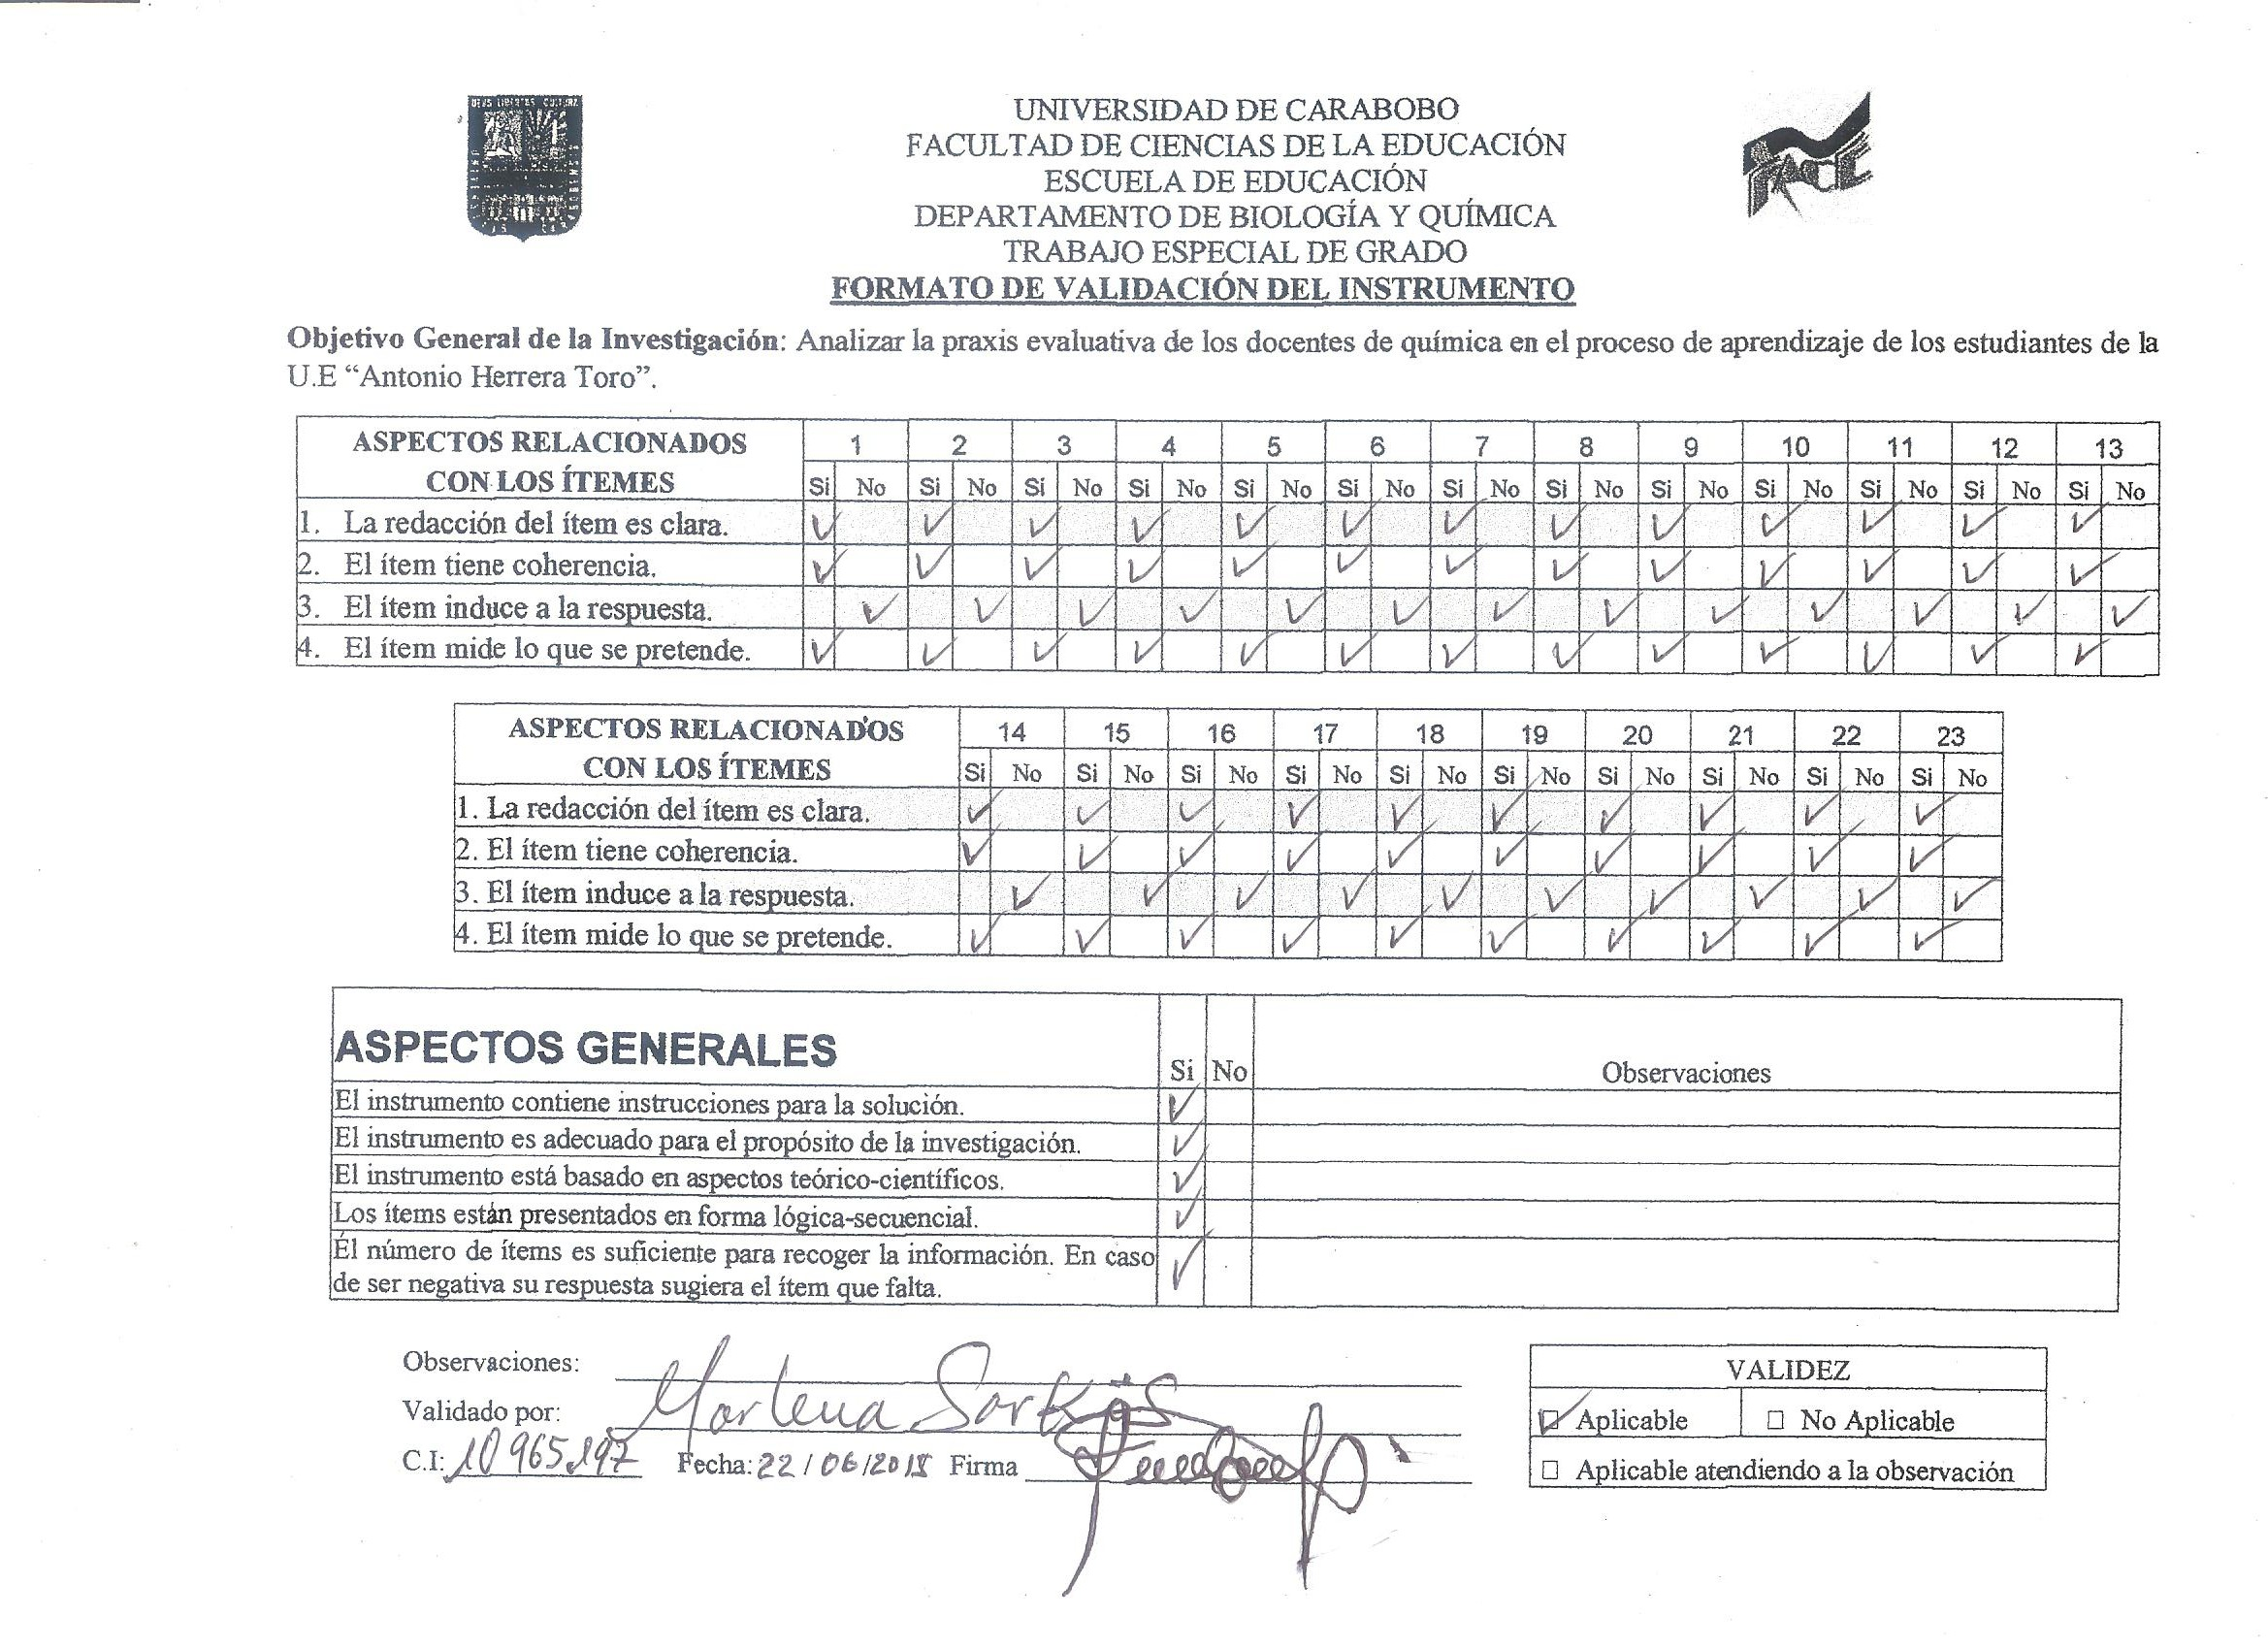 UNIVERSIDAD DE CARABOBO
FACULTAD DE CIENCIAS DE LA EDUCACIÓN
ESCUELA DE EDUCACIÓN
DEPARTAMENTO DE BIOLOGÍA Y QUÍMICA
TRABAJO ESPECIAL DE GRADO
FORMATO DE VALIDACIÓN DEL INSTRUMENTO
Objetivo General de la Investigación: Analizar la praxis evaluativa de los docentes de química en el proceso de aprendizaje de los estudiantes de la
U.E “Antonio Herrera Toro”.
ASPECTOS RELACIONADOS CON LOS ÍTEMES 1 2 3 4 5 6 7 8 9 10 11 12 13
Si No Si No Si No Si No Si No Si No Si No Si No Si No Si No Si No Si No Si No
1. La redacción del ítem es clara. ✓ ✓ ✓ ✓ ✓ ✓ ✓ ✓ ✓ ✓ ✓ ✓ ✓
2. El ítem tiene coherencia. ✓ ✓ ✓ ✓ ✓ ✓ ✓ ✓ ✓ ✓ ✓ ✓ ✓
3. El ítem induce a la respuesta. ✓ ✓ ✓ ✓ ✓ ✓ ✓ ✓ ✓ ✓ ✓ ✓ ✓
4. El ítem mide lo que se pretende. ✓ ✓ ✓ ✓ ✓ ✓ ✓ ✓ ✓ ✓ ✓ ✓ ✓
ASPECTOS RELACIONADOS CON LOS ÍTEMES 14 15 16 17 18 19 20 21 22 23
Si No Si No Si No Si No Si No Si No Si No Si No Si No Si No
1. La redacción del ítem es clara. ✓ ✓ ✓ ✓ ✓ ✓ ✓ ✓ ✓ ✓
2. El ítem tiene coherencia. ✓ ✓ ✓ ✓ ✓ ✓ ✓ ✓ ✓ ✓
3. El ítem induce a la respuesta. ✓ ✓ ✓ ✓ ✓ ✓ ✓ ✓ ✓ ✓
4. El ítem mide lo que se pretende. ✓ ✓ ✓ ✓ ✓ ✓ ✓ ✓ ✓ ✓
ASPECTOS GENERALES Si No Observaciones
El instrumento contiene instrucciones para la solución. ✓
El instrumento es adecuado para el propósito de la investigación. ✓
El instrumento está basado en aspectos teórico-científicos. ✓
Los ítems están presentados en forma lógica-secuencial. ✓
Él número de ítems es suficiente para recoger la información. En caso
de ser negativa su respuesta sugiera el ítem que falta. ✓
Observaciones:
Validado por: Marlena Sarkis
C.I: 10 965.197 Fecha: 22 / 06 /2015 Firma
VALIDEZ
✓ Aplicable □ No Aplicable
□ Aplicable atendiendo a la observación